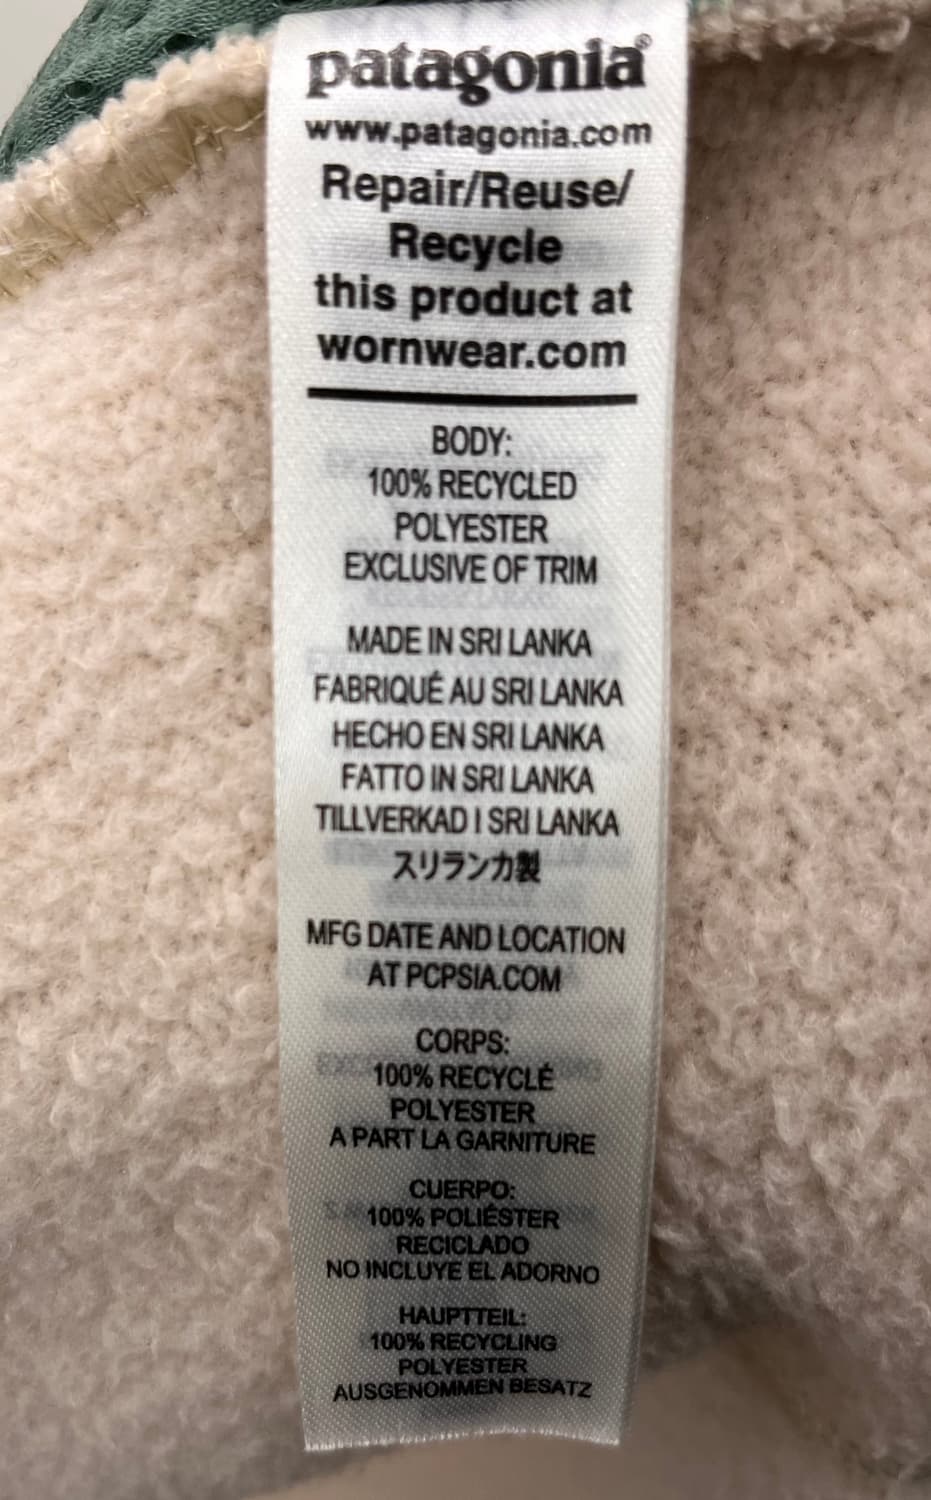 patagonia®
www.patagonia.com
Repair/Reuse/
Recycle
this product at
wornwear.com
BODY:
100% RECYCLED
POLYESTER
EXCLUSIVE OF TRIM
MADE IN SRI LANKA
FABRIQUÉ AU SRI LANKA
HECHO EN SRI LANKA
FATTO IN SRI LANKA
TILLVERKAD I SRI LANKA
スリランカ製
MFG DATE AND LOCATION
AT PCPSIA.COM
CORPS:
100% RECYCLÉ
POLYESTER
A PART LA GARNITURE
CUERPO:
100% POLIÉSTER
RECICLADO
NO INCLUYE EL ADORNO
HAUPTTEIL:
100% RECYCLING
POLYESTER
AUSGENOMMEN BESATZ